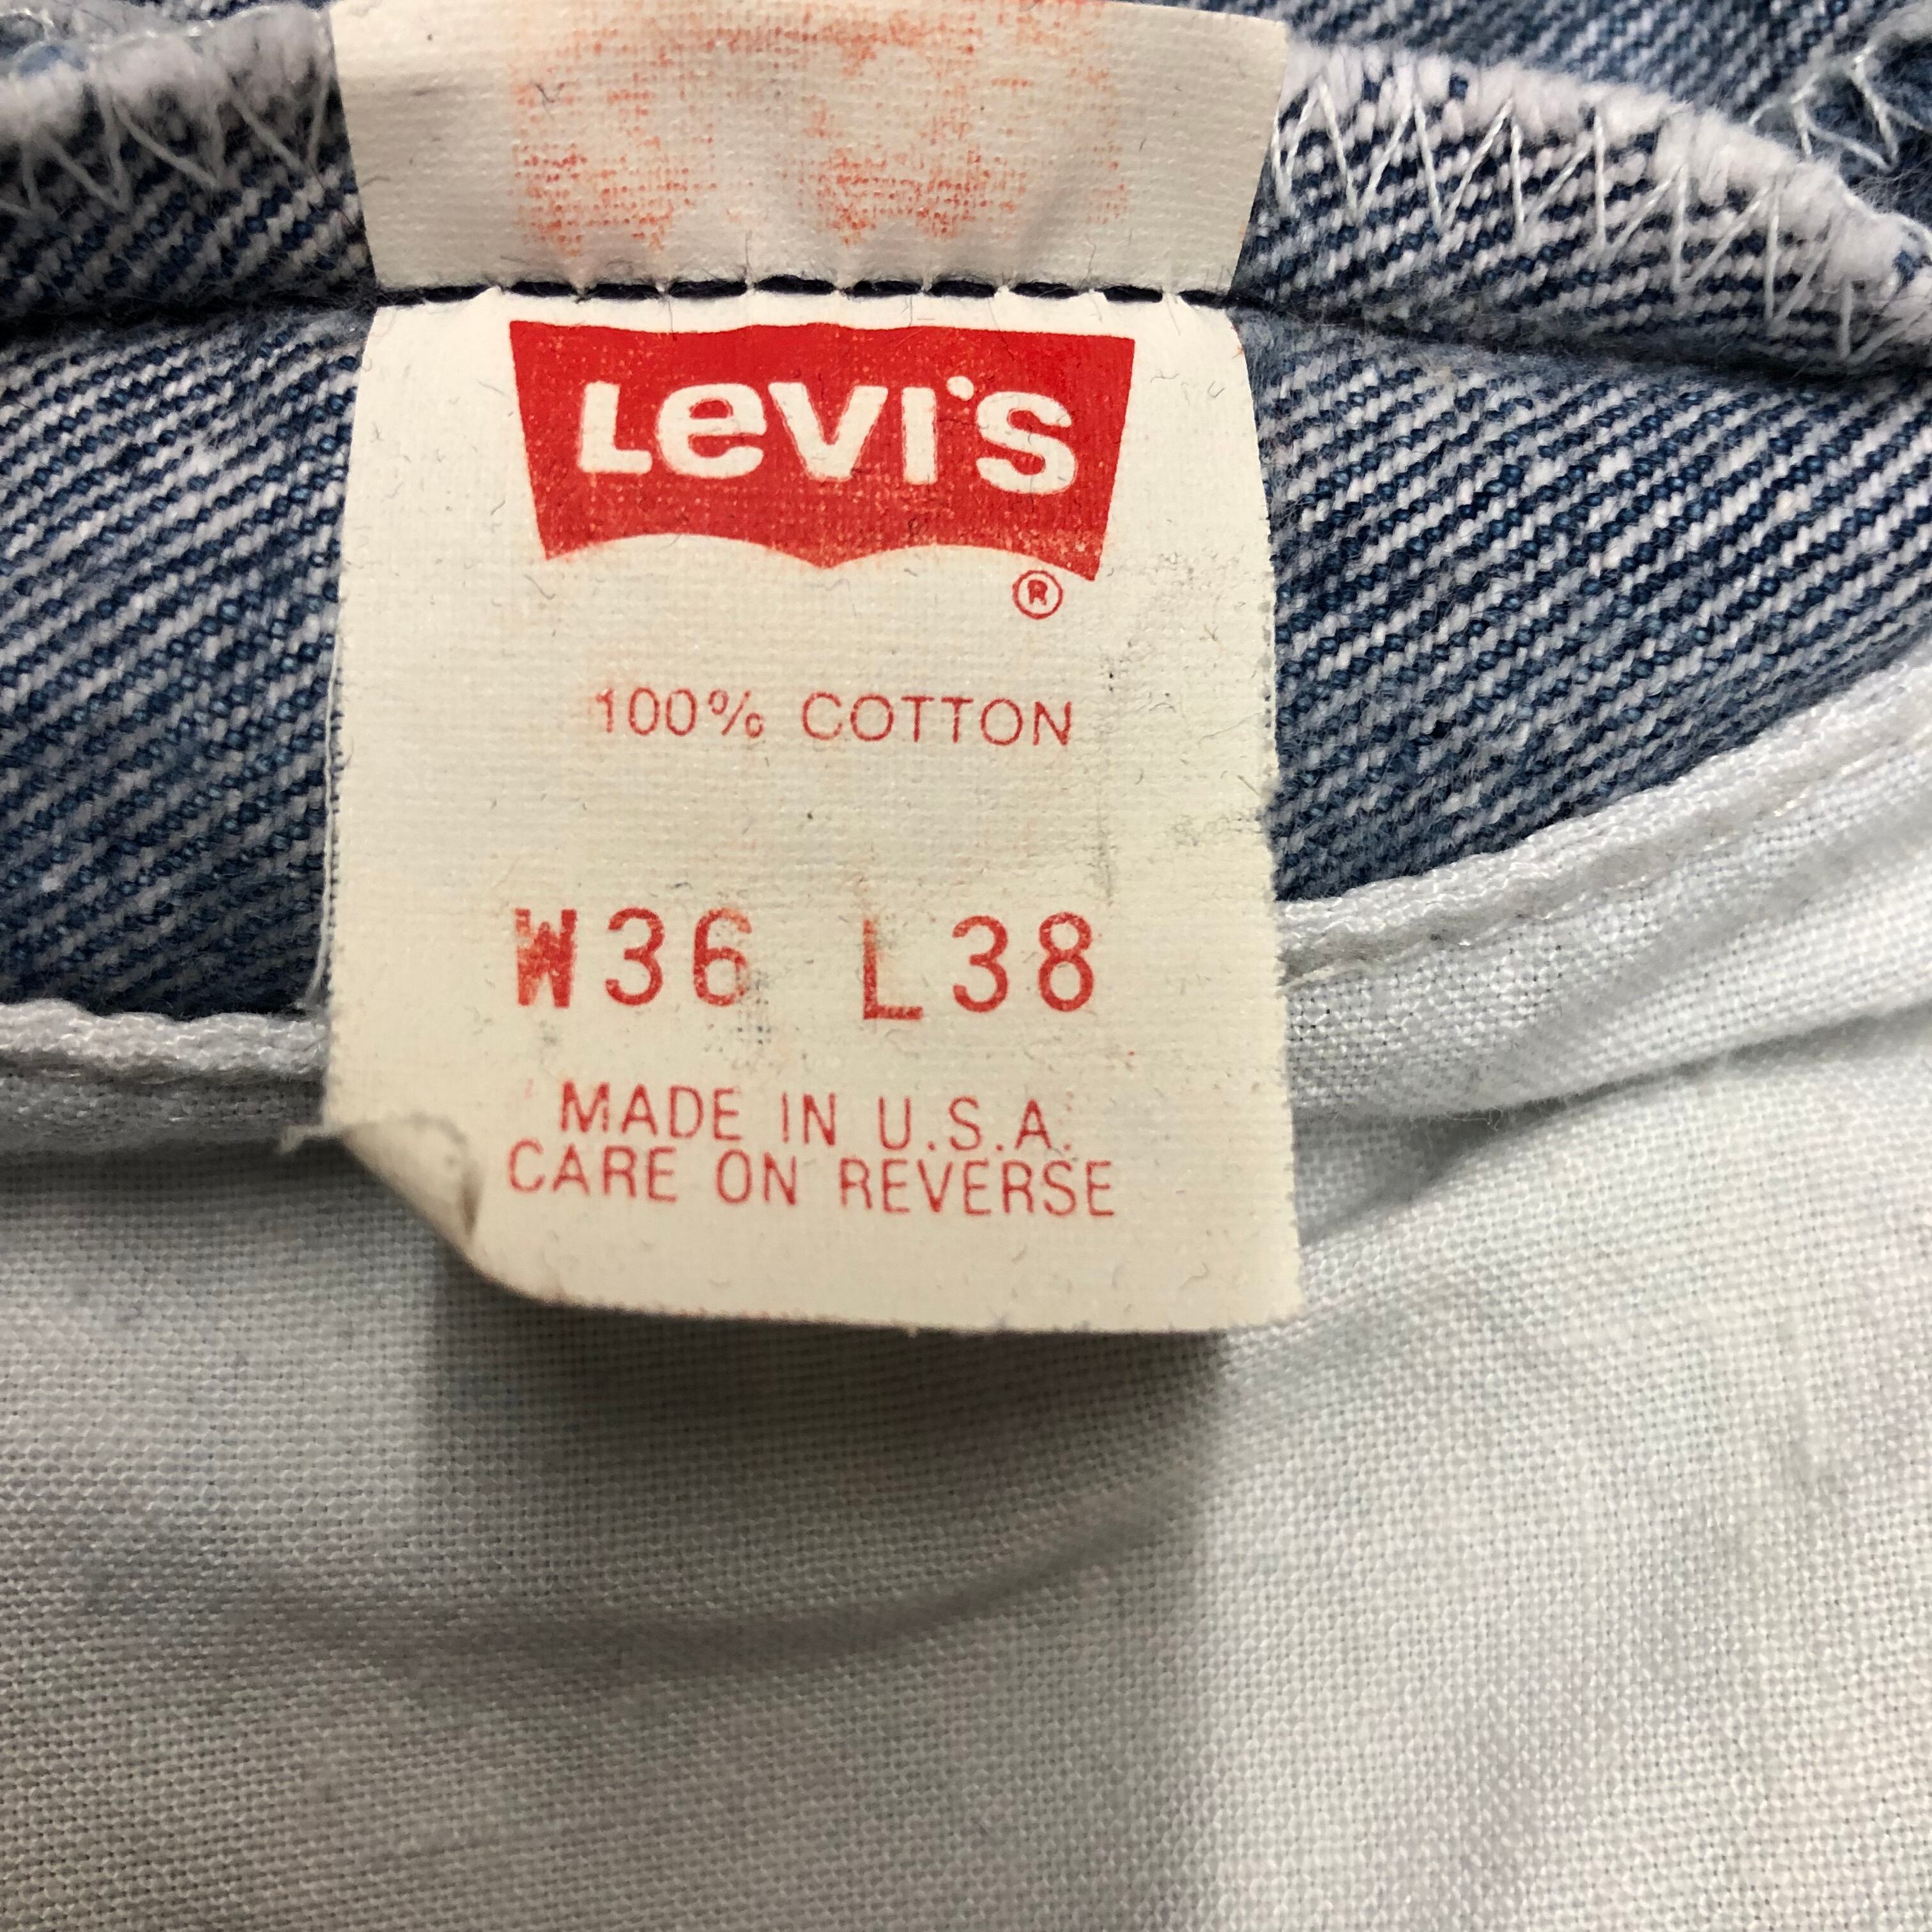 Levi's
®
100% COTTON
W36 L38
MADE IN U.S.A.
CARE ON REVERSE